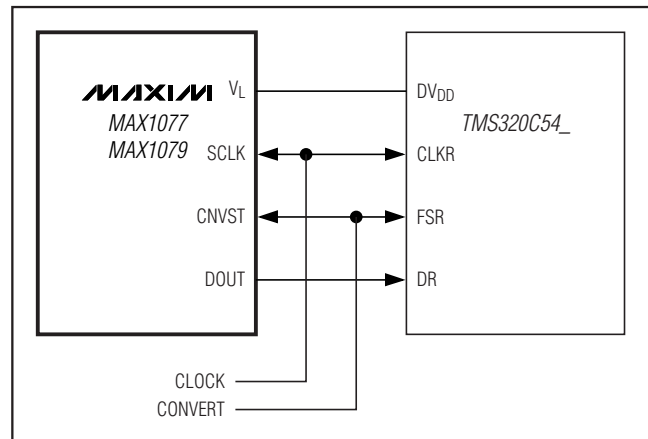 MAXIM
MAX1077
MAX1079
VL
SCLK
CNVST
DOUT
DVDD
TMS320C54_
CLKR
FSR
DR
CLOCK
CONVERT